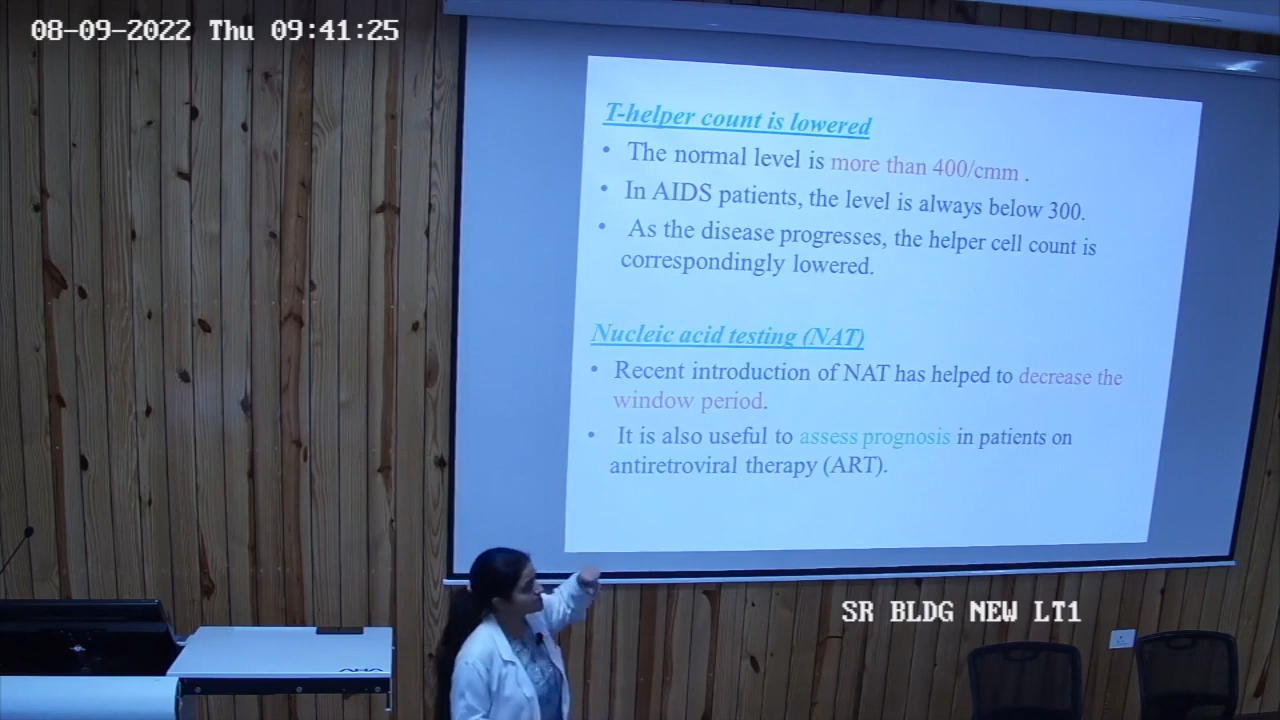 08-09-2022 Thu 09:41:25
T-helper count is lowered
• The normal level is more than 400/cmm .
• In AIDS patients, the level is always below 300.
• As the disease progresses, the helper cell count is
correspondingly lowered.
Nucleic acid testing (NAT)
• Recent introduction of NAT has helped to decrease the
window period.
• It is also useful to assess prognosis in patients on
antiretroviral therapy (ART).
SR BLDG NEW LT1
AHA